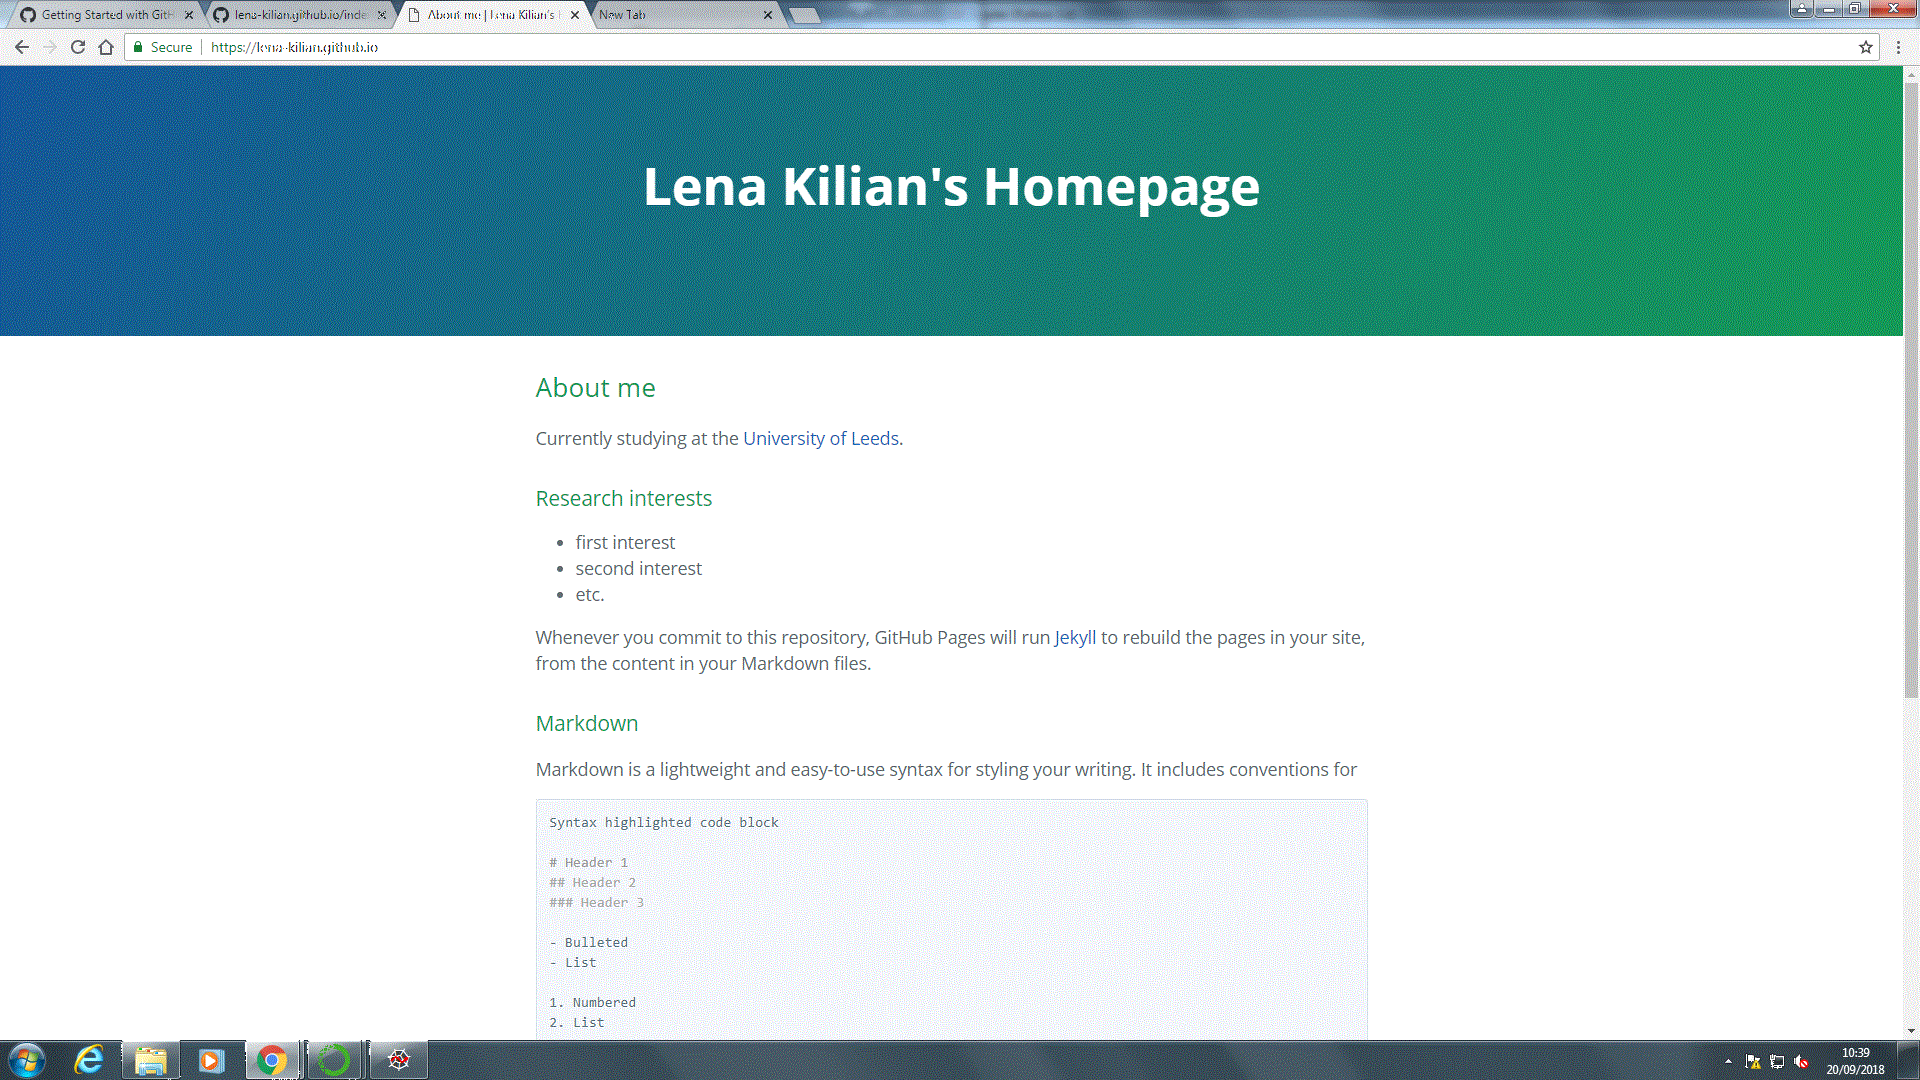 Getting Started with GitH
lena-kilian.github.io/inde
About me | Lena Kilian's
New Tab
Secure
https://lena-kilian.github.io
Lena Kilian's Homepage
About me
Currently studying at the University of Leeds.
Research interests
• first interest
• second interest
• etc.
Whenever you commit to this repository, GitHub Pages will run Jekyll to rebuild the pages in your site,
from the content in your Markdown files.
Markdown
Markdown is a lightweight and easy-to-use syntax for styling your writing. It includes conventions for
Syntax highlighted code block
# Header 1
## Header 2
### Header 3
- Bulleted
- List
1. Numbered
2. List
10:39
20/09/2018